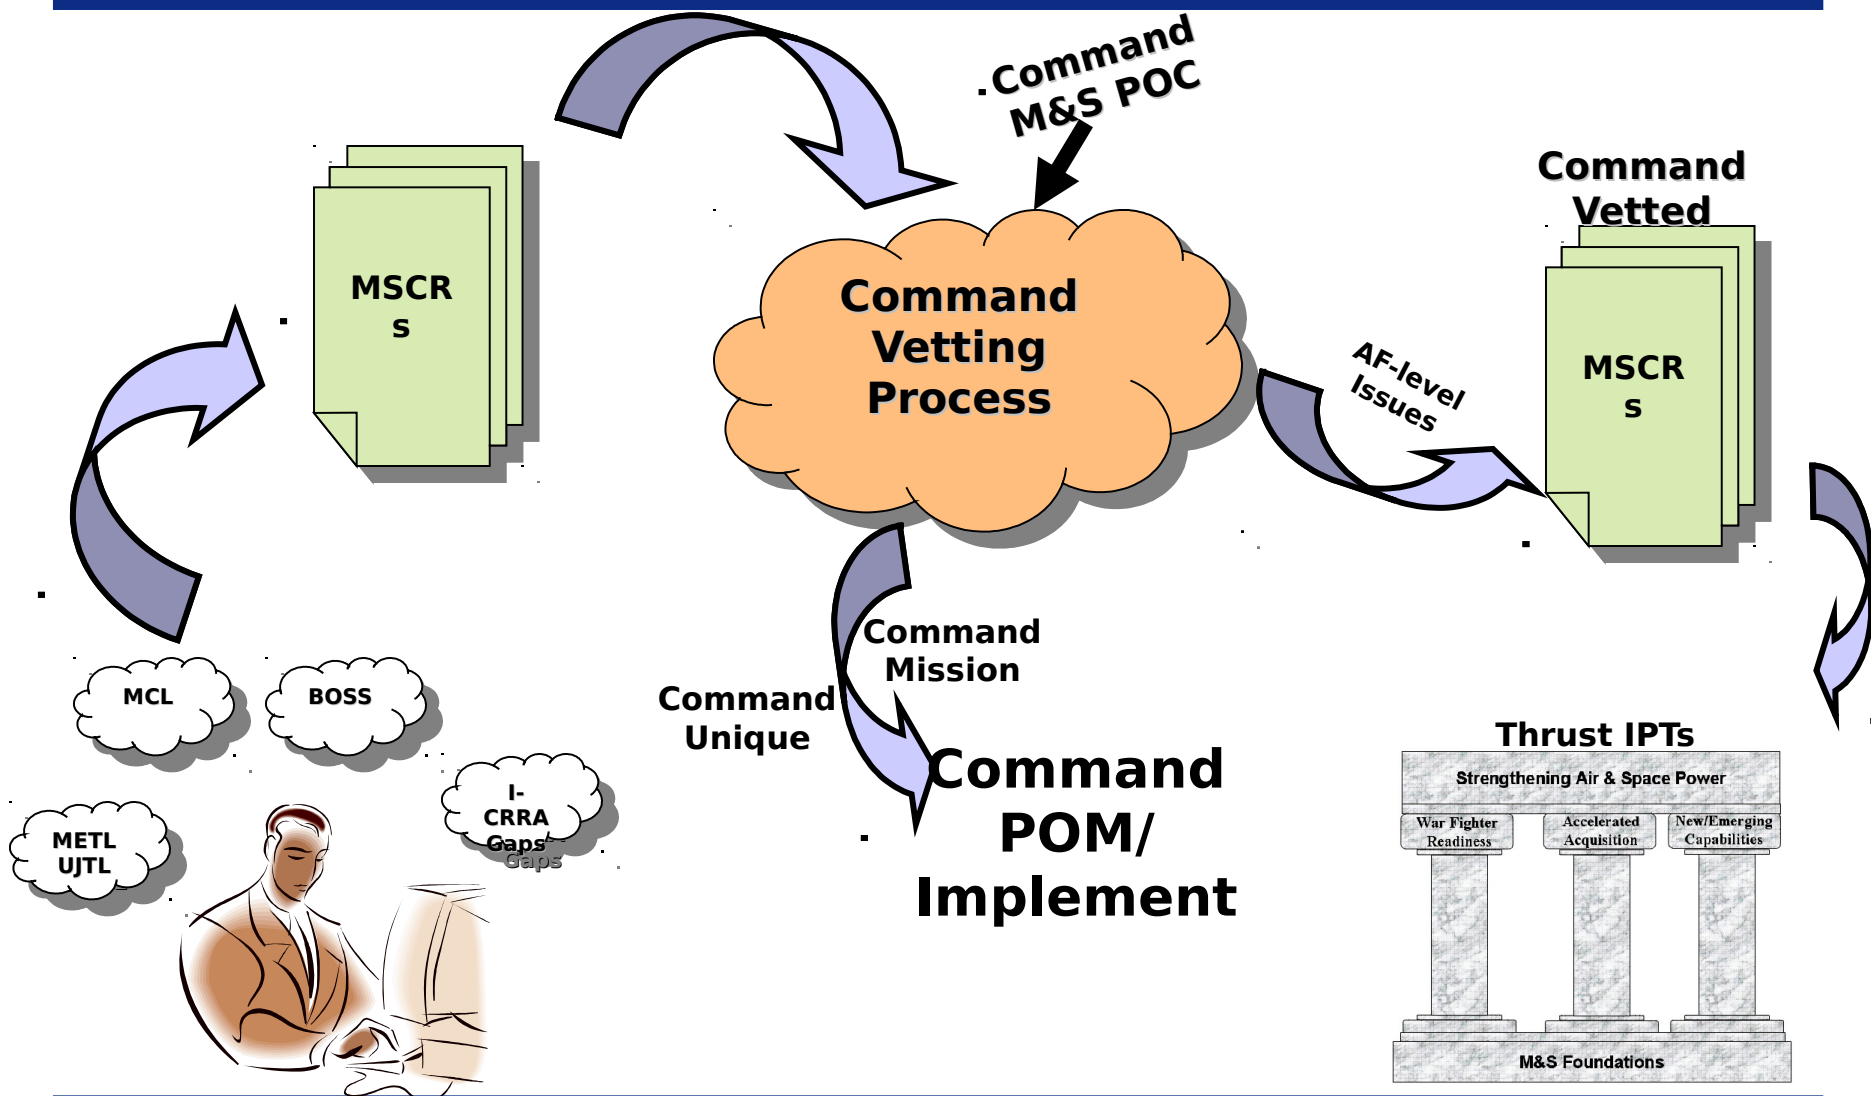 Command
M&S POC
MSCR
s
Command
Vetting
Process
AF-level
Issues
Command
Vetted
MSCR
s
MCL
BOSS
I-
CRRA
Gaps
METL
UJTL
Command
Mission
Command
Unique
Command
POM/
Implement
Thrust IPTs
Strengthening Air & Space Power
War Fighter
Readiness
Accelerated
Acquisition
New/Emerging
Capabilities
M&S Foundations